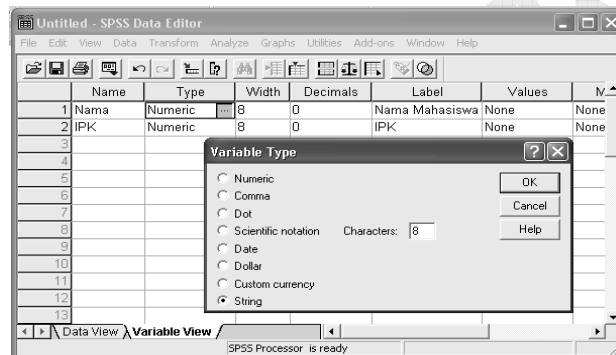 Untitled - SPSS Data Editor
File Edit View Data Transform Analyze Graphs Utilities Add-ons Window Help
Name Type Width Decimals Label Values
1 Nama Numeric ... 8 0 Nama Mahasiswa None None
2 IPK Numeric 8 0 IPK None None
3
4
5
6
7
8
9
10
11
12
13
Variable Type
Numeric
Comma
Dot
Scientific notation
Date
Dollar
Custom currency
String
Characters: 8
OK
Cancel
Help
Data View Variable View
SPSS Processor is ready